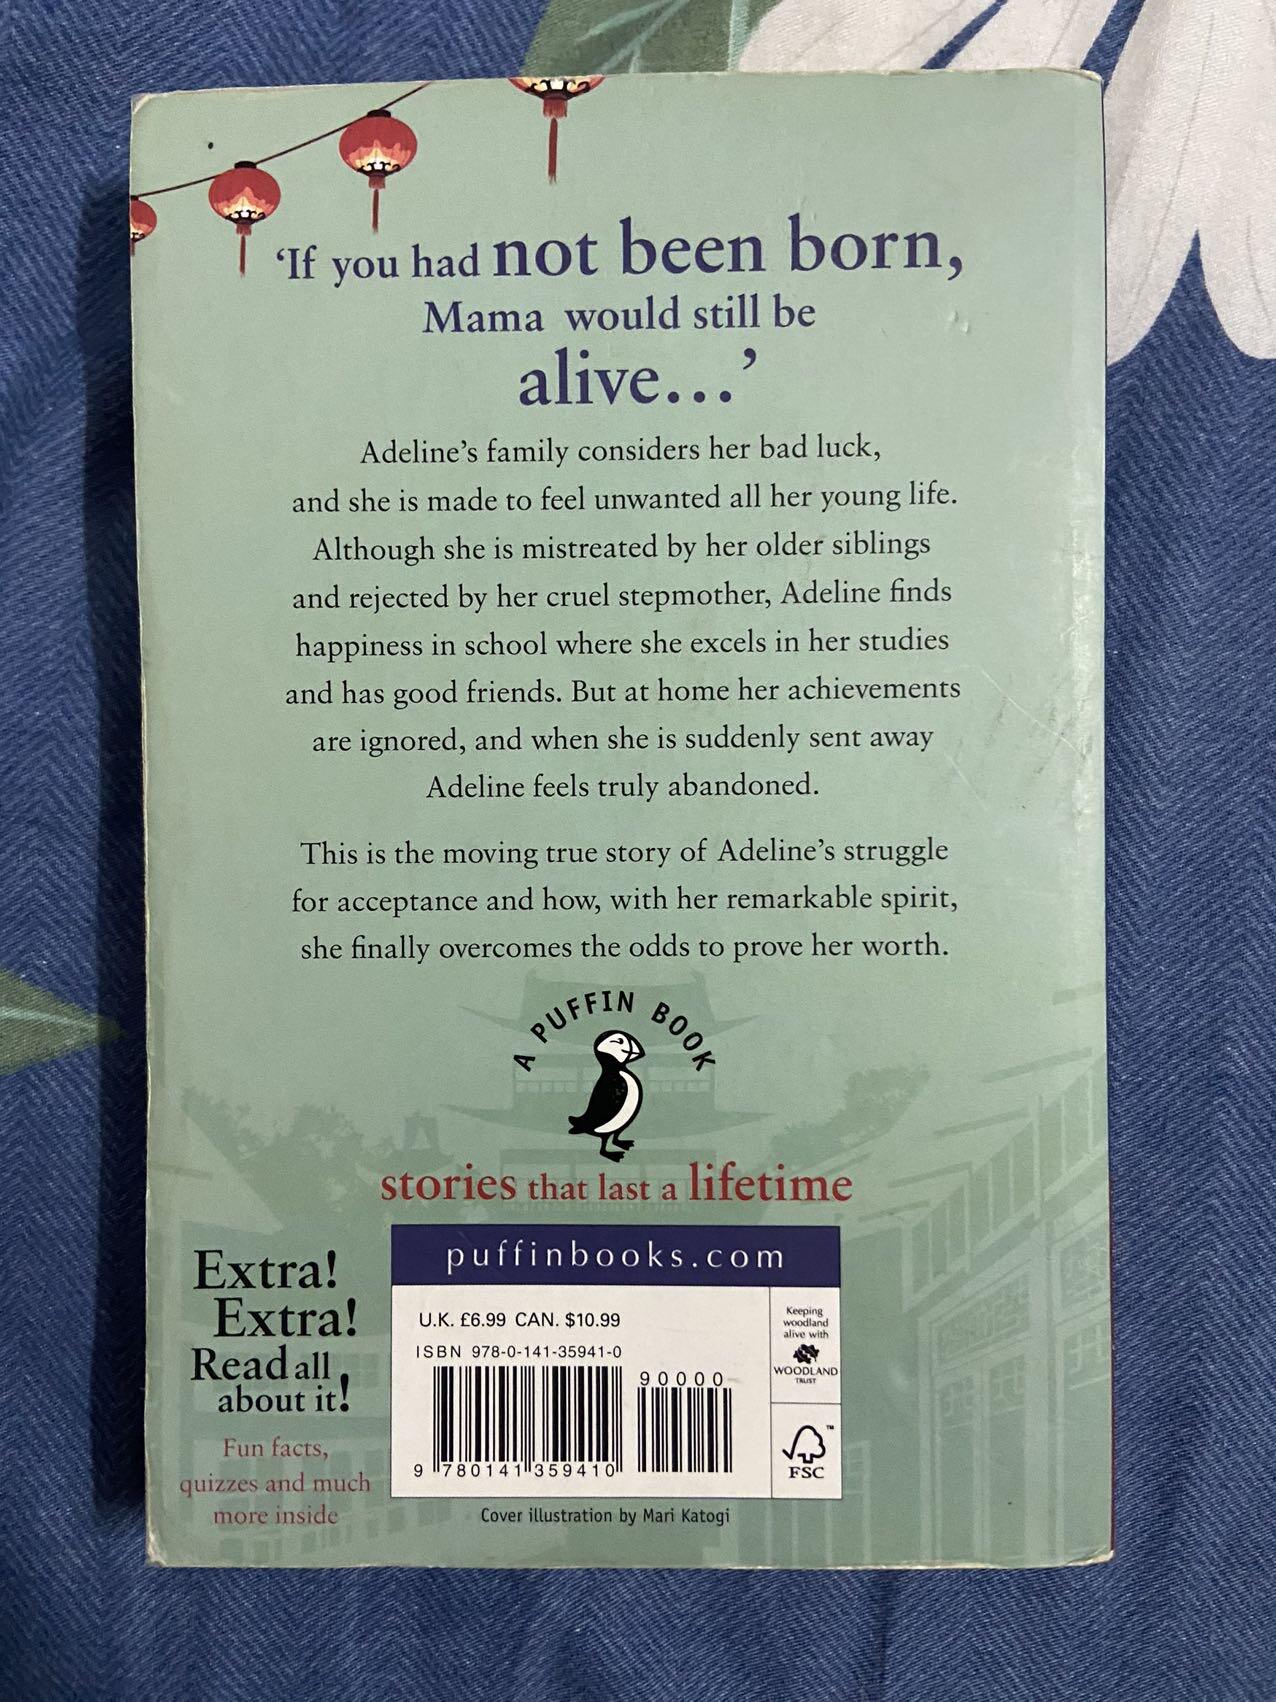 ‘If you had not been born,
Mama would still be
alive...’
Adeline’s family considers her bad luck,
and she is made to feel unwanted all her young life.
Although she is mistreated by her older siblings
and rejected by her cruel stepmother, Adeline finds
happiness in school where she excels in her studies
and has good friends. But at home her achievements
are ignored, and when she is suddenly sent away
Adeline feels truly abandoned.
This is the moving true story of Adeline’s struggle
for acceptance and how, with her remarkable spirit,
she finally overcomes the odds to prove her worth.
A PUFFIN BOOK
stories that last a lifetime
Extra!
Extra!
Read all
about it!
Fun facts,
quizzes and much
more inside
puffinbooks.com
U.K. £6.99 CAN. $10.99
ISBN 978-0-141-35941-0
90000
9 780141 359410
Keeping
woodland
alive with
WOODLAND
TRUST
™
FSC
Cover illustration by Mari Katogi